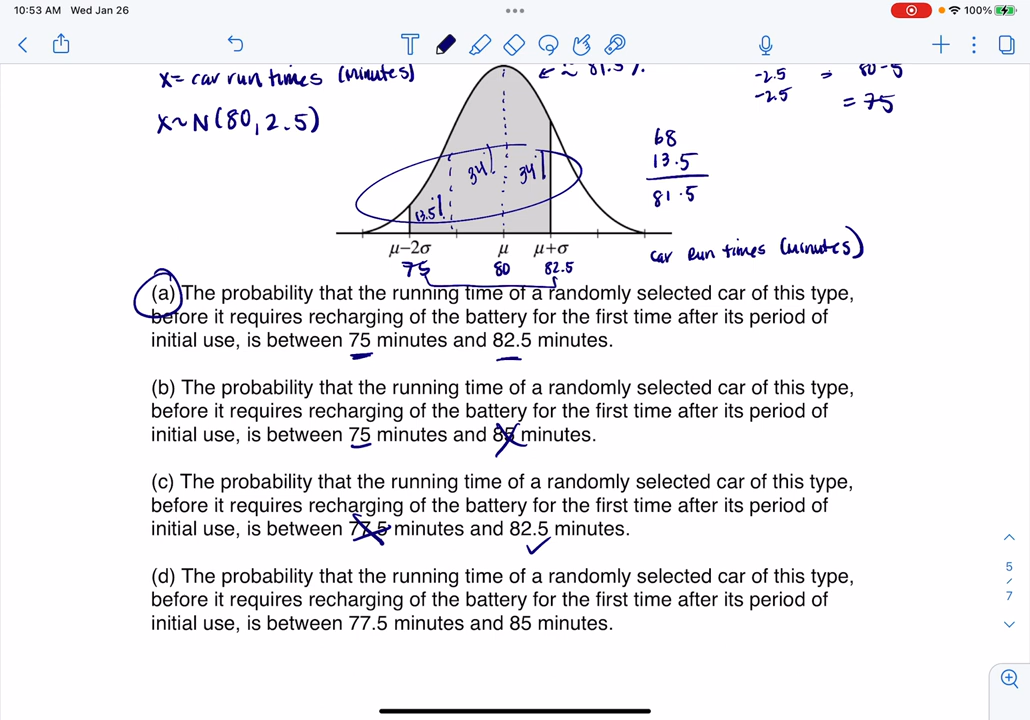 10:53 AM Wed Jan 26
100%
x = car run times (minutes)
← ≈ 81.5%
-2.5 ⇒ 80-5
-2.5 = 75
X~N(80, 2.5)
68
13.5
81.5
34% 34%
13.5%
μ−2σ μ μ+σ
75 80 82.5
car run times (minutes)
(a) The probability that the running time of a randomly selected car of this type,
before it requires recharging of the battery for the first time after its period of
initial use, is between 75 minutes and 82.5 minutes.
(b) The probability that the running time of a randomly selected car of this type,
before it requires recharging of the battery for the first time after its period of
initial use, is between 75 minutes and 85 minutes.
(c) The probability that the running time of a randomly selected car of this type,
before it requires recharging of the battery for the first time after its period of
initial use, is between 77.5 minutes and 82.5 minutes.
(d) The probability that the running time of a randomly selected car of this type,
before it requires recharging of the battery for the first time after its period of
initial use, is between 77.5 minutes and 85 minutes.
5
/
7